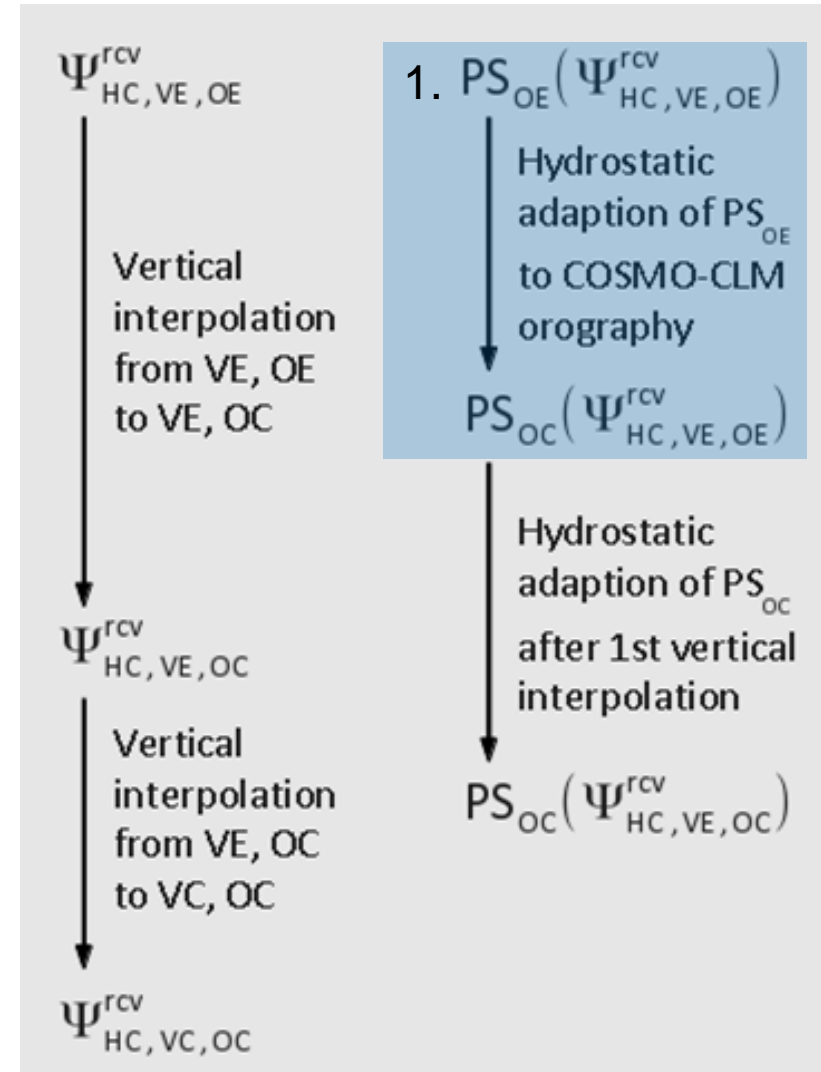 Ψ^rcv_HC,VE,OE
Vertical
interpolation
from VE, OE
to VE, OC
Ψ^rcv_HC,VE,OC
Vertical
interpolation
from VE, OC
to VC, OC
Ψ^rcv_HC,VC,OC
1. PS_OE(Ψ^rcv_HC,VE,OE)
Hydrostatic
adaption of PS_OE
to COSMO-CLM
orography
PS_OC(Ψ^rcv_HC,VE,OE)
Hydrostatic
adaption of PS_OC
after 1st vertical
interpolation
PS_OC(Ψ^rcv_HC,VE,OC)